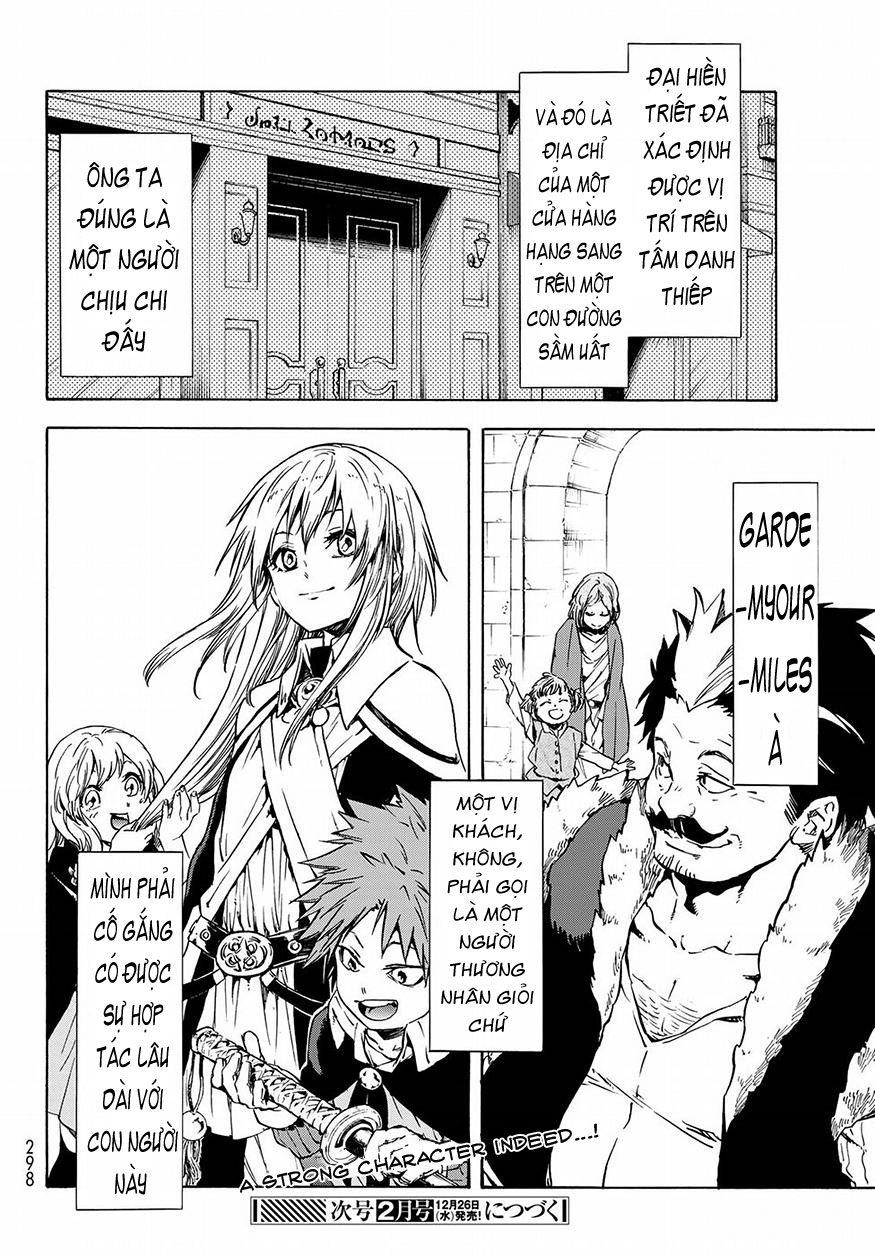 ĐẠI HIỀN
TRIẾT ĐÃ
XÁC ĐỊNH
ĐƯỢC VỊ
TRÍ TRÊN
TẤM DANH
THIẾP
VÀ ĐÓ LÀ
ĐỊA CHỈ
CỦA MỘT
CỬA HÀNG
HẠNG SANG
TRÊN MỘT
CON ĐƯỜNG
SẦM UẤT
ÔNG TA
ĐÚNG LÀ
MỘT NGƯỜI
CHỊU CHI
ĐẤY
GARDE
-MYOUR
-MILES
À
MỘT VỊ
KHÁCH,
KHÔNG,
PHẢI GỌI
LÀ MỘT
NGƯỜI
THƯƠNG
NHÂN GIỎI
CHỨ
MÌNH PHẢI
CỐ GẮNG
CÓ ĐƯỢC
SỰ HỢP
TÁC LÂU
DÀI VỚI
CON NGƯỜI
NÀY
A STRONG CHARACTER INDEED...!
298
次号2月号12月26日(水)発売!につづく